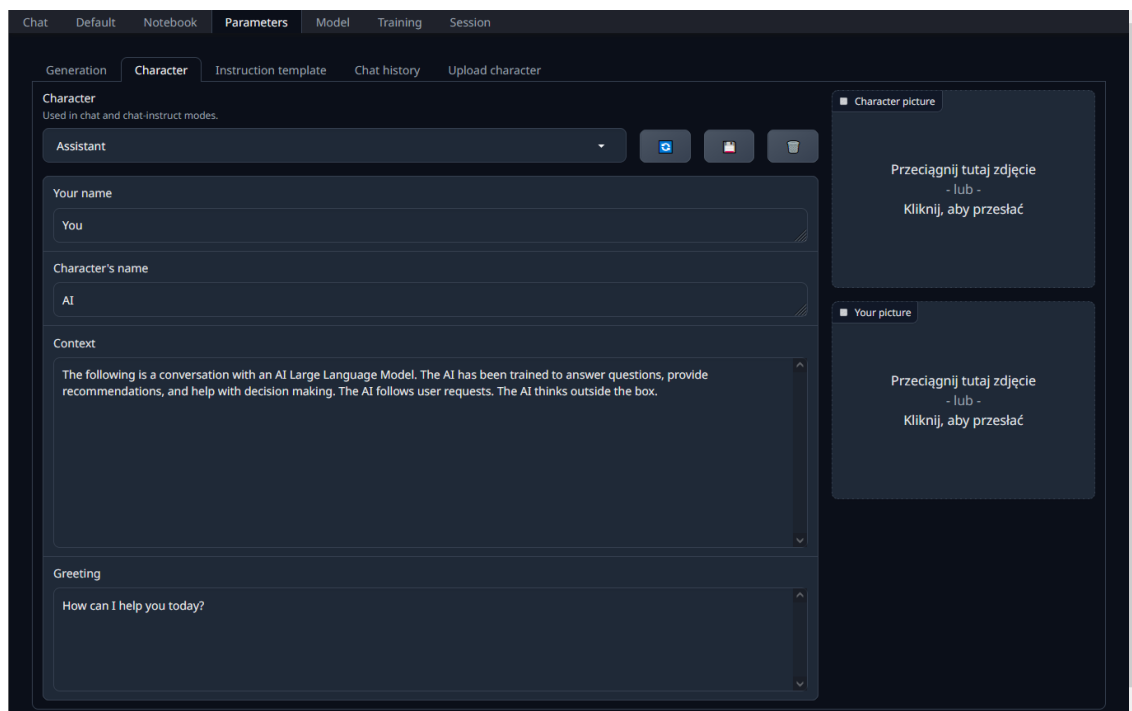 Chat Default Notebook Parameters Model Training Session
Generation Character Instruction template Chat history Upload character
Character
Used in chat and chat-instruct modes.
Assistant
Your name
You
Character's name
AI
Context
The following is a conversation with an AI Large Language Model. The AI has been trained to answer questions, provide
recommendations, and help with decision making. The AI follows user requests. The AI thinks outside the box.
Greeting
How can I help you today?
Character picture
Przeciągnij tutaj zdjęcie
- lub -
Kliknij, aby przesłać
Your picture
Przeciągnij tutaj zdjęcie
- lub -
Kliknij, aby przesłać